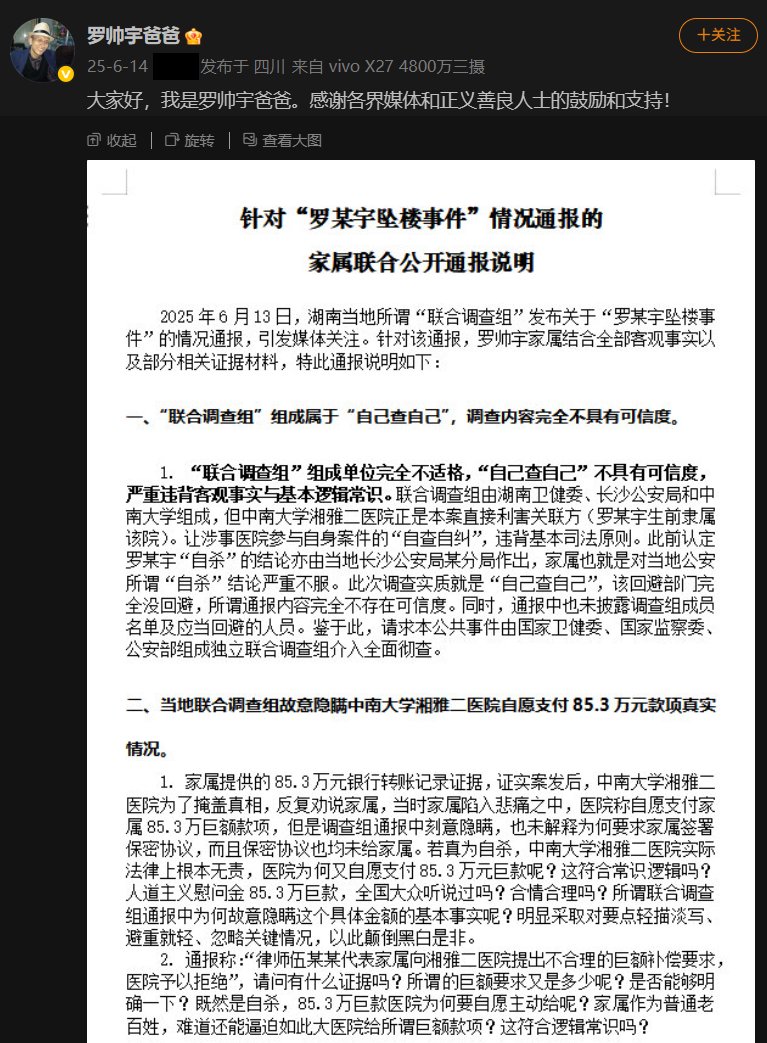 罗帅宇爸爸
+关注
25-6-14 发布于 四川 来自 vivo X27 4800万三摄
大家好，我是罗帅宇爸爸。感谢各界媒体和正义善良人士的鼓励和支持！
收起 旋转 查看大图
针对“罗某宇坠楼事件”情况通报的
家属联合公开通报说明
2025年6月13日，湖南当地所谓“联合调查组”发布关于“罗某宇坠楼事
件”的情况通报，引发媒体关注。针对该通报，罗帅宇家属结合全部客观事实以
及部分相关证据材料，特此通报说明如下：
一、“联合调查组”组成属于“自己查自己”，调查内容完全不具有可信度。
1. “联合调查组”组成单位完全不适格，“自己查自己”不具有可信度，
严重违背客观事实与基本逻辑常识。联合调查组由湖南卫健委、长沙公安局和中
南大学组成，但中南大学湘雅二医院正是本案直接利害关联方（罗某宇生前隶属
该院）。让涉事医院参与自身案件的“自查自纠”，违背基本司法原则。此前认定
罗某宇“自杀”的结论亦由当地长沙公安局某分局作出，家属也就是对当地公安
所谓“自杀”结论严重不服。此次调查实质就是“自己查自己”，该回避部门完
全没回避，所谓通报内容完全不存在可信度。同时，通报中也未披露调查组成员
名单及应当回避的人员。鉴于此，请求本公共事件由国家卫健委、国家监察委、
公安部组成独立联合调查组介入全面彻查。
二、当地联合调查组故意隐瞒中南大学湘雅二医院自愿支付85.3万元款项真实
情况。
1. 家属提供的85.3万元银行转账记录证据，证实案发后，中南大学湘雅二
医院为了掩盖真相，反复劝说家属，当时家属陷入悲痛之中，医院称自愿支付家
属85.3万巨额款项，但是调查组通报中刻意隐瞒，也未解释为何要求家属签署
保密协议，而且保密协议也均未给家属。若真为自杀，中南大学湘雅二医院实际
法律上根本无责，医院为何又自愿支付85.3万元巨款呢？这符合常识逻辑吗？
人道主义慰问金85.3万巨款，全国大众听说过吗？合情合理吗？所谓联合调查
组通报中为何故意隐瞒这个具体金额的基本事实呢？明显采取对要点轻描淡写、
避重就轻、忽略关键情况，以此颠倒黑白是非。
2. 通报称：“律师伍某某代表家属向湘雅二医院提出不合理的巨额补偿要求，
医院予以拒绝”，请问有什么证据吗？所谓的巨额要求又是多少呢？是否能够明
确一下？既然是自杀，85.3万巨款医院为何要自愿主动给呢？家属作为普通老
百姓，难道还能逼迫如此大医院给所谓巨额款项？这符合逻辑常识吗？